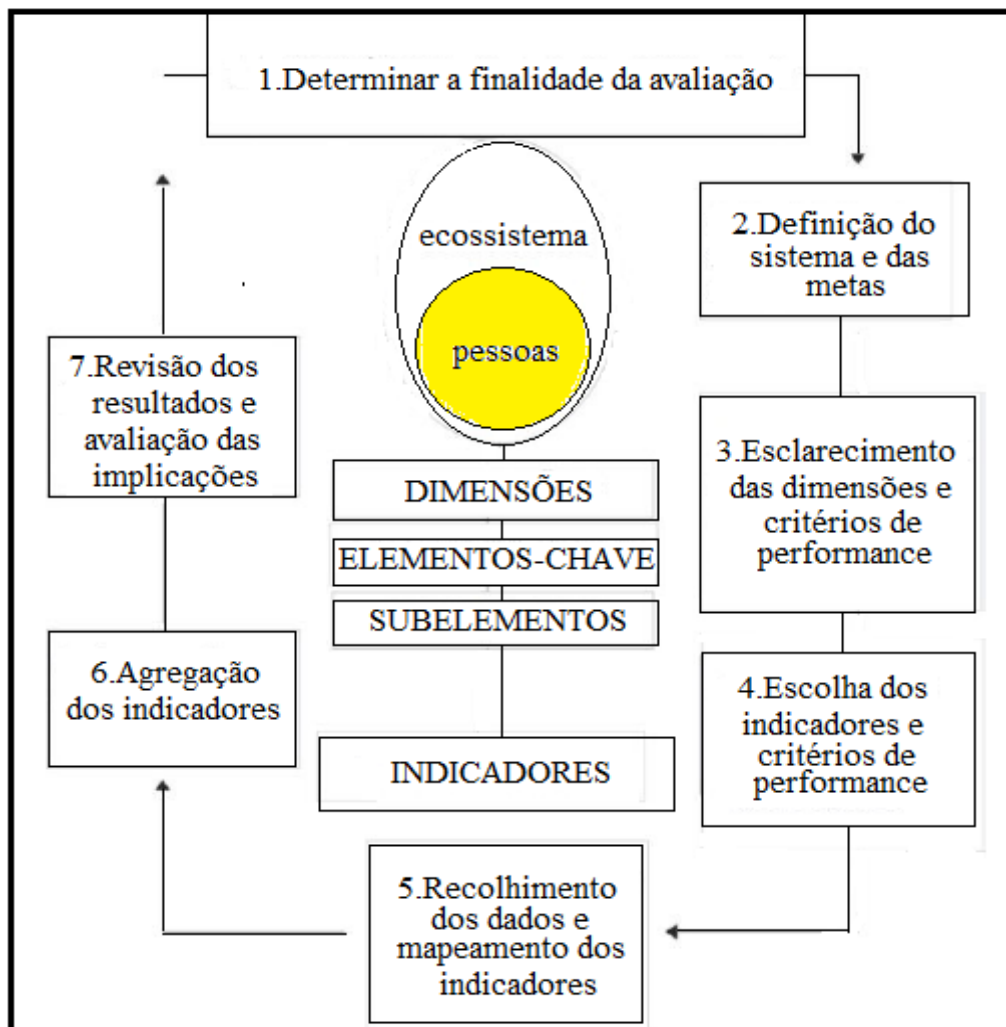 1.Determinar a finalidade da avaliação
ecossistema
pessoas
2.Definição do
sistema e das
metas
3.Esclarecimento
das dimensões e
critérios de
performance
4.Escolha dos
indicadores e
critérios de
performance
5.Recolhimento
dos dados e
mapeamento dos
indicadores
6.Agregação
dos indicadores
7.Revisão dos
resultados e
avaliação das
implicações
DIMENSÕES
ELEMENTOS-CHAVE
SUBELEMENTOS
INDICADORES